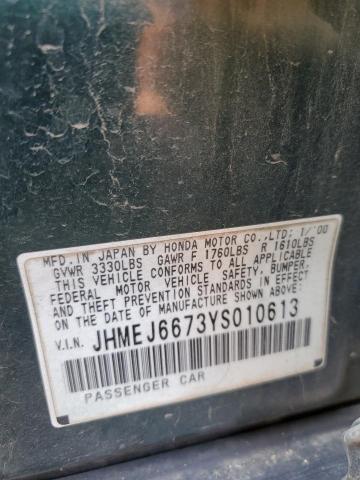 MFD. IN JAPAN BY HONDA MOTOR CO.,LTD: 1/'00
GVWR 3330LBS GAWR F 1760LBS R 1610LBS
THIS VEHICLE CONFORMS TO ALL APPLICABLE
FEDERAL MOTOR VEHICLE SAFETY, BUMPER,
AND THEFT PREVENTION STANDARDS IN EFFECT
ON THE DATE OF MANUFACTURE SHOWN ABOVE.
V.I.N. JHMEJ6673YS010613
PASSENGER CAR